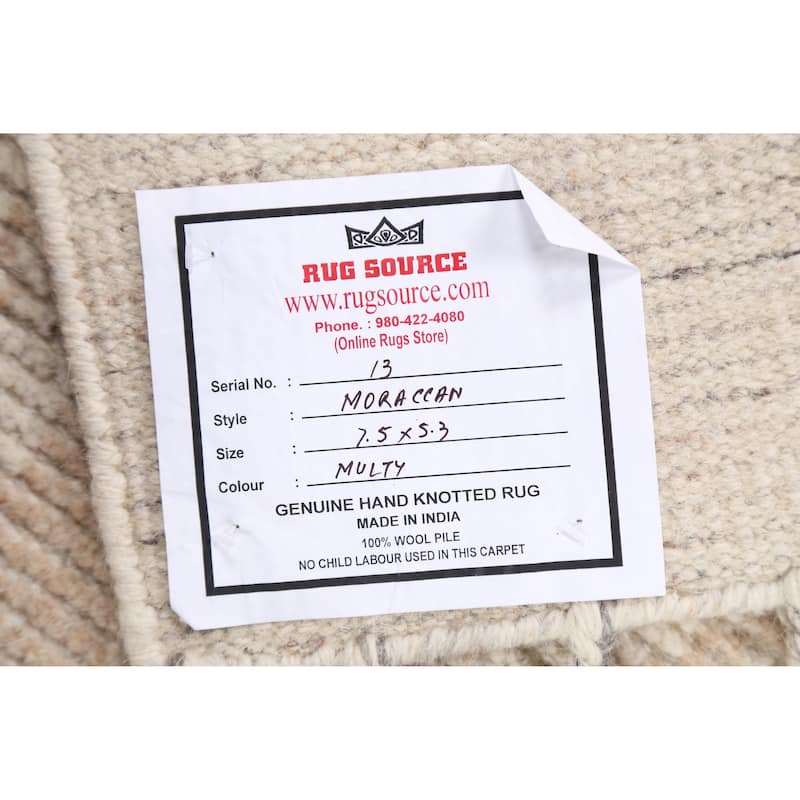 RUG SOURCE
www.rugsource.com
Phone. : 980-422-4080
(Online Rugs Store)
Serial No. : 13
Style : MORACCAN
Size : 7.5 x 5.3
Colour : MULTY
GENUINE HAND KNOTTED RUG
MADE IN INDIA
100% WOOL PILE
NO CHILD LABOUR USED IN THIS CARPET